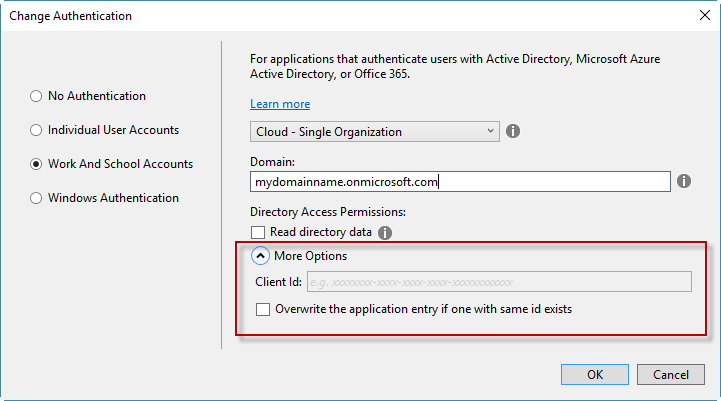 Change Authentication
No Authentication
Individual User Accounts
Work And School Accounts
Windows Authentication
For applications that authenticate users with Active Directory, Microsoft Azure
Active Directory, or Office 365.
Learn more
Cloud - Single Organization
Domain:
mydomainname.onmicrosoft.com
Directory Access Permissions:
Read directory data
More Options
Client Id: e.g. xxxxxxxx-xxxx-xxxx-xxxx-xxxxxxxxxxxx
Overwrite the application entry if one with same id exists
OK Cancel